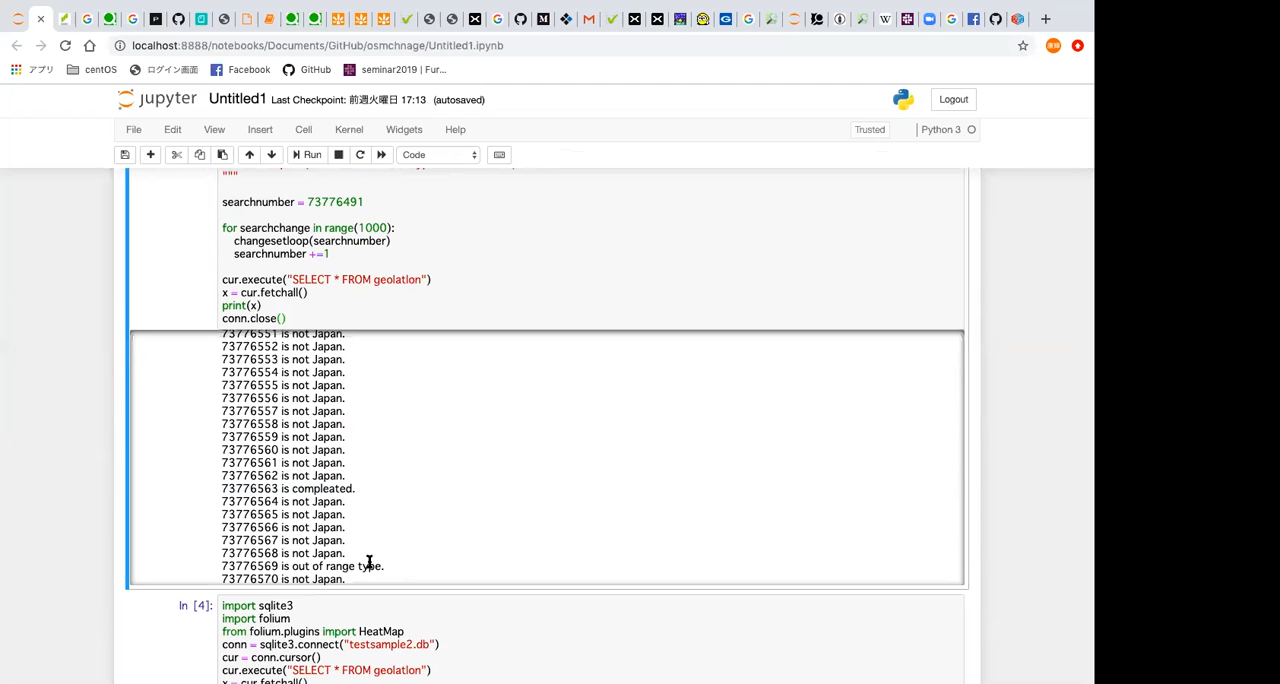 localhost:8888/notebooks/Documents/GitHub/osmchnage/Untitled1.ipynb
アプリ centOS ログイン画面 Facebook GitHub seminar2019 | Fur...
jupyter Untitled1 Last Checkpoint: 前週火曜日 17:13 (autosaved) Logout
File Edit View Insert Cell Kernel Widgets Help Trusted Python 3
Run Code
"""
searchnumber = 73776491
for searchchange in range(1000):
changesetloop(searchnumber)
searchnumber +=1
cur.execute("SELECT * FROM geolatlon")
x = cur.fetchall()
print(x)
conn.close()
73776551 is not Japan.
73776552 is not Japan.
73776553 is not Japan.
73776554 is not Japan.
73776555 is not Japan.
73776556 is not Japan.
73776557 is not Japan.
73776558 is not Japan.
73776559 is not Japan.
73776560 is not Japan.
73776561 is not Japan.
73776562 is not Japan.
73776563 is compleated.
73776564 is not Japan.
73776565 is not Japan.
73776566 is not Japan.
73776567 is not Japan.
73776568 is not Japan.
73776569 is out of range type.
73776570 is not Japan.
In [4]: import sqlite3
import folium
from folium.plugins import HeatMap
conn = sqlite3.connect("testsample2.db")
cur = conn.cursor()
cur.execute("SELECT * FROM geolatlon")
x = cur.fetchall()